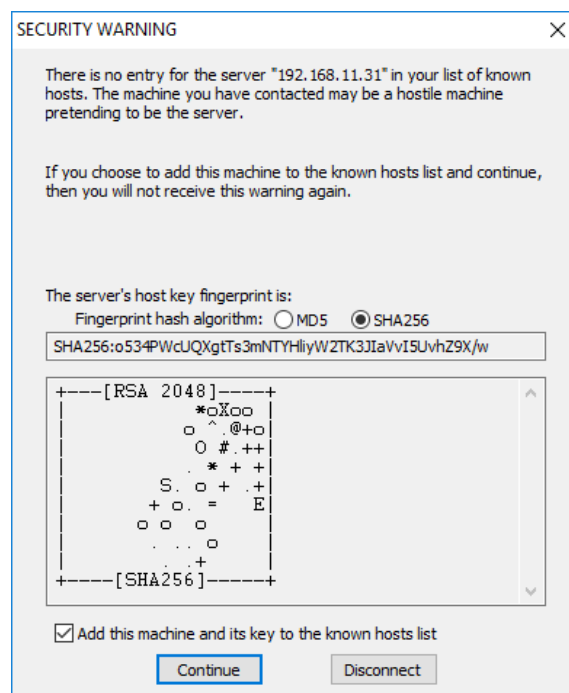 SECURITY WARNING
There is no entry for the server "192.168.11.31" in your list of known
hosts. The machine you have contacted may be a hostile machine
pretending to be the server.
If you choose to add this machine to the known hosts list and continue,
then you will not receive this warning again.
The server's host key fingerprint is:
Fingerprint hash algorithm: MD5 SHA256
SHA256:o534PWcUQXgtTs3mNTYHliyW2TK3JIaVvI5UvhZ9X/w
+---[RSA 2048]----+
|           *oXoo |
|          o ^.@+o|
|           O #.++|
|          . * + +|
|        S. o + .+|
|       + o. =   E|
|      o o  o     |
|       . .. o    |
|        . .+     |
+----[SHA256]-----+
Add this machine and its key to the known hosts list
Continue Disconnect